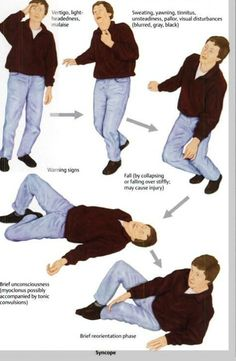 Vertigo, light-
headedness,
malaise
Sweating, yawning, tinnitus,
unsteadiness, pallor, visual disturbances
(blurred, gray, black)
Warning signs
Fall (by collapsing
or falling over stiffly;
may cause injury)
Brief unconsciousness
(myoclonus possibly
accompanied by tonic
convulsions)
Brief reorientation phase
Syncope